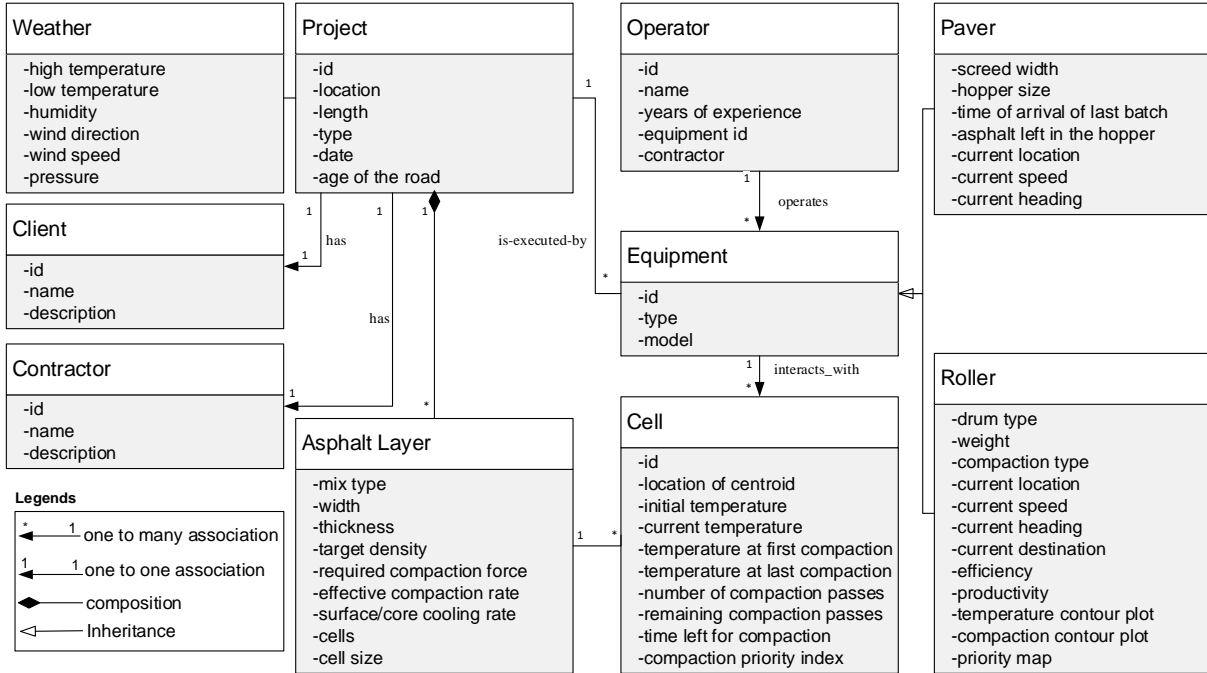 Weather
-high temperature
-low temperature
-humidity
-wind direction
-wind speed
-pressure
Project
-id
-location
-length
-type
-date
-age of the road
Operator
-id
-name
-years of experience
-equipment id
-contractor
Paver
-screed width
-hopper size
-time of arrival of last batch
-asphalt left in the hopper
-current location
-current speed
-current heading
1
*
is-executed-by
1
operates
*
1
has
1
1
has
1
1
*
Client
-id
-name
-description
Equipment
-id
-type
-model
1
interacts_with
*
Contractor
-id
-name
-description
Asphalt Layer
-mix type
-width
-thickness
-target density
-required compaction force
-effective compaction rate
-surface/core cooling rate
-cells
-cell size
1
*
Cell
-id
-location of centroid
-initial temperature
-current temperature
-temperature at first compaction
-temperature at last compaction
-number of compaction passes
-remaining compaction passes
-time left for compaction
-compaction priority index
Roller
-drum type
-weight
-compaction type
-current location
-current speed
-current heading
-current destination
-efficiency
-productivity
-temperature contour plot
-compaction contour plot
-priority map
Legends
* 1 one to many association
1 1 one to one association
composition
Inheritance